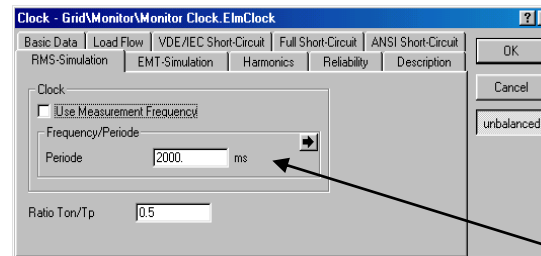 Clock - Grid\Monitor\Monitor Clock.ElmClock ?
Basic Data Load Flow VDE/IEC Short-Circuit Full Short-Circuit ANSI Short-Circuit
RMS-Simulation EMT-Simulation Harmonics Reliability Description
OK
Cancel
unbalanced
Clock
Use Measurement Frequency
Frequency/Periode
Periode 2000. ms
Ratio Ton/Tp 0.5